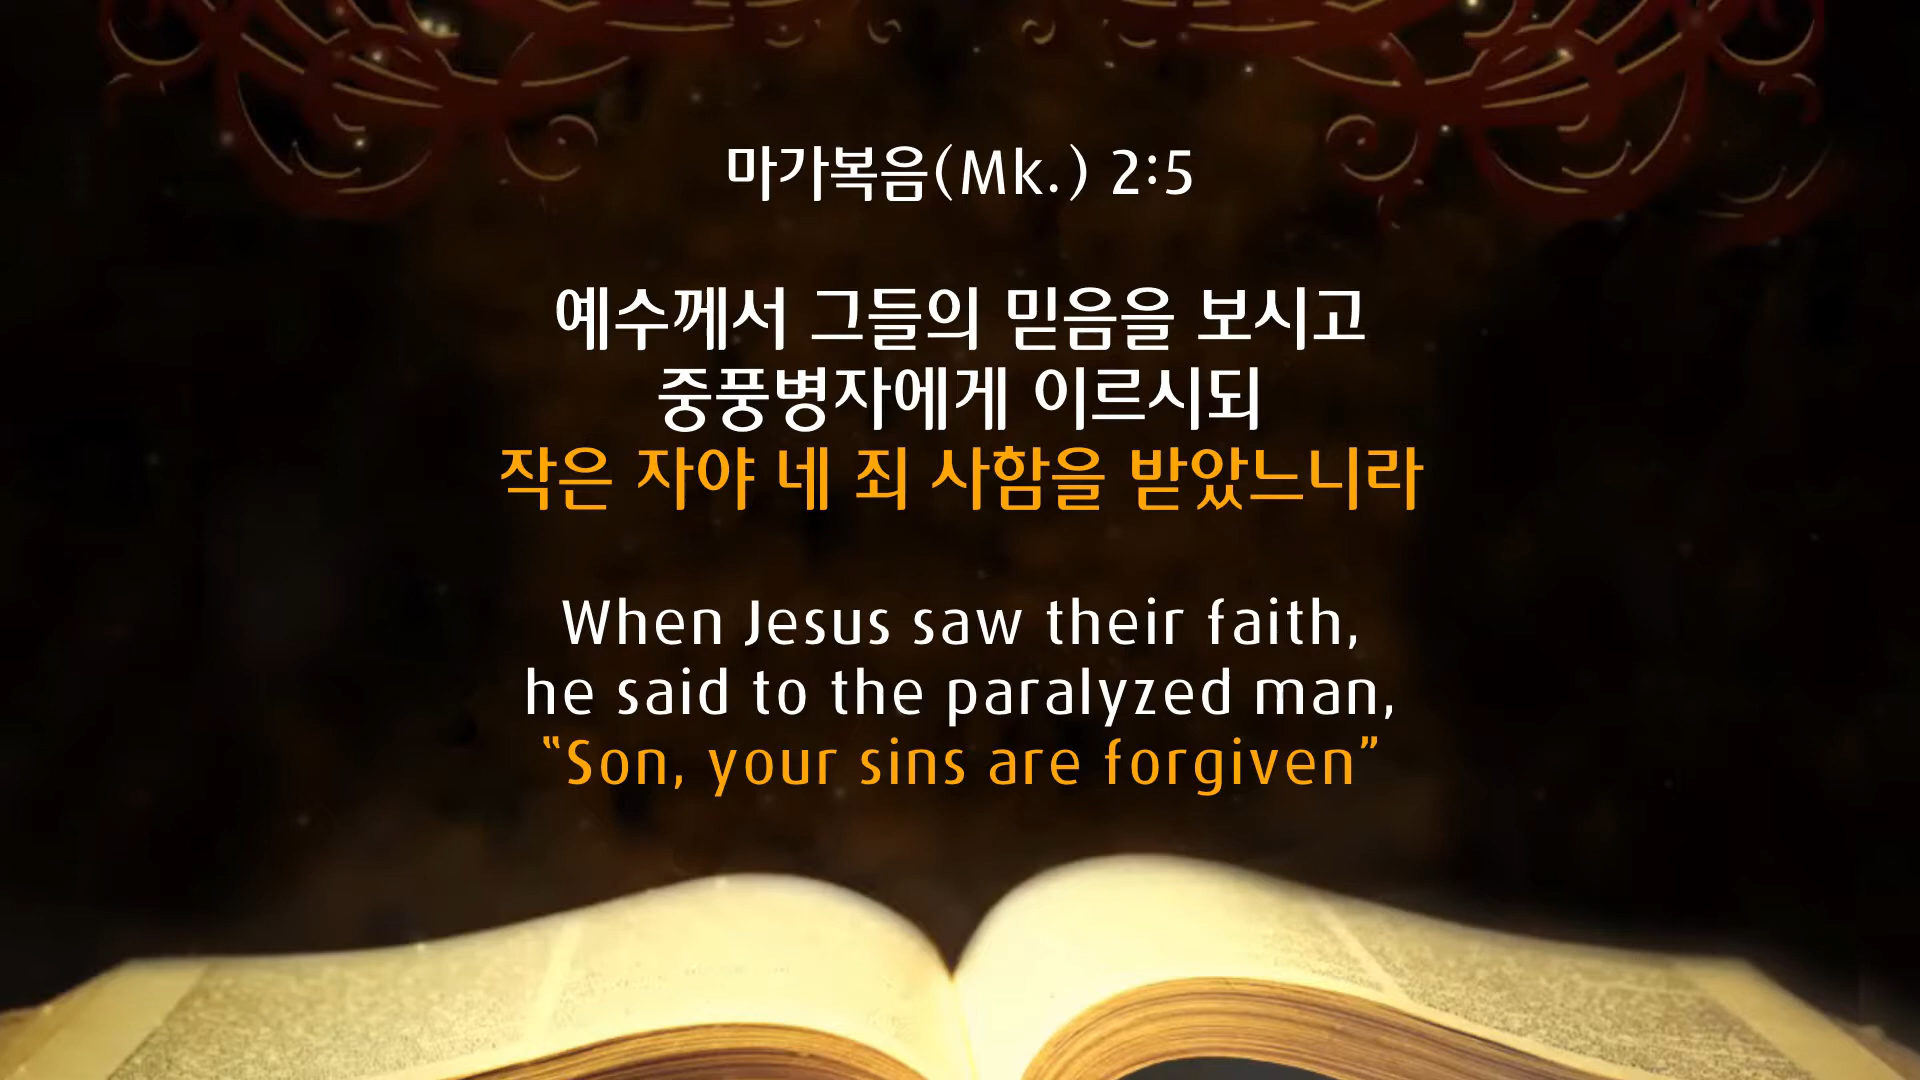 마가복음(Mk.) 2:5
예수께서 그들의 믿음을 보시고
중풍병자에게 이르시되
작은 자야 네 죄 사함을 받았느니라
When Jesus saw their faith,
he said to the paralyzed man,
“Son, your sins are forgiven”